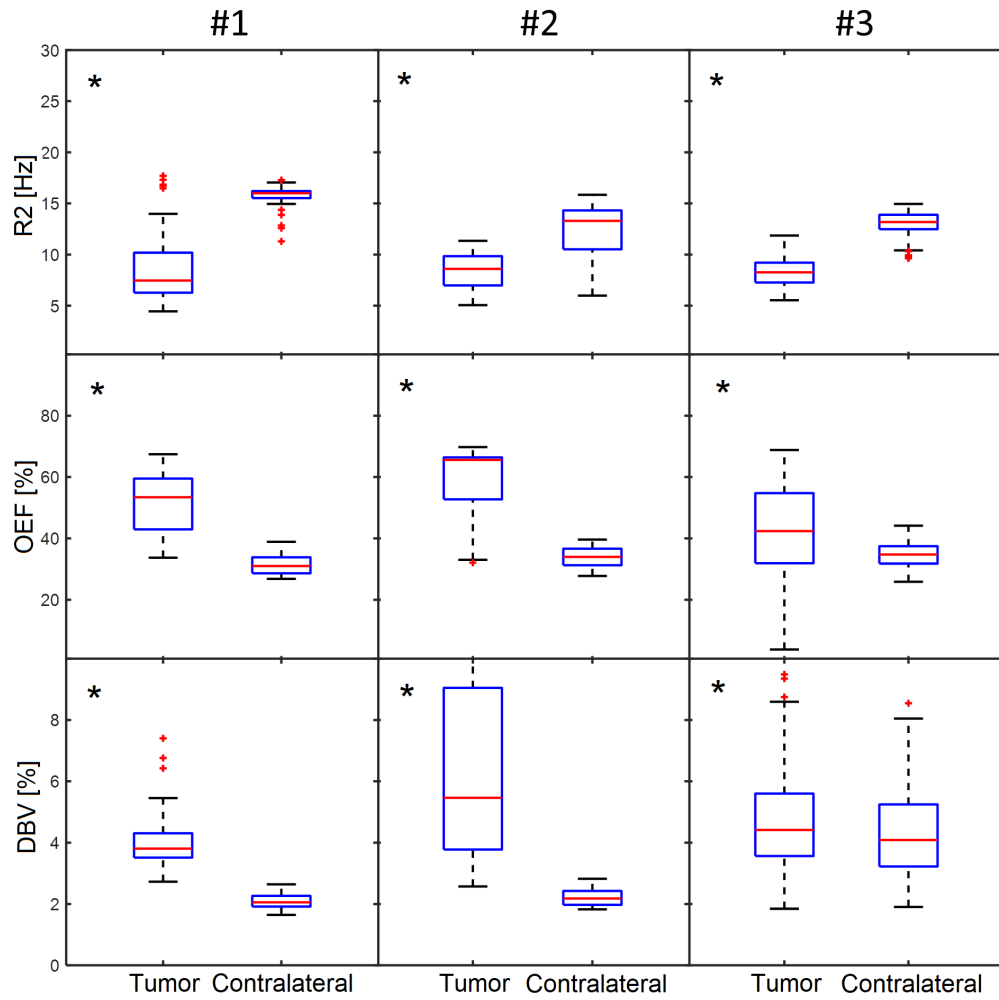 #1 #2 #3
* * *
R2 [Hz]
30
25
20
15
10
5
* * *
OEF [%]
80
60
40
20
* * *
DBV [%]
8
6
4
2
0
Tumor Contralateral Tumor Contralateral Tumor Contralateral